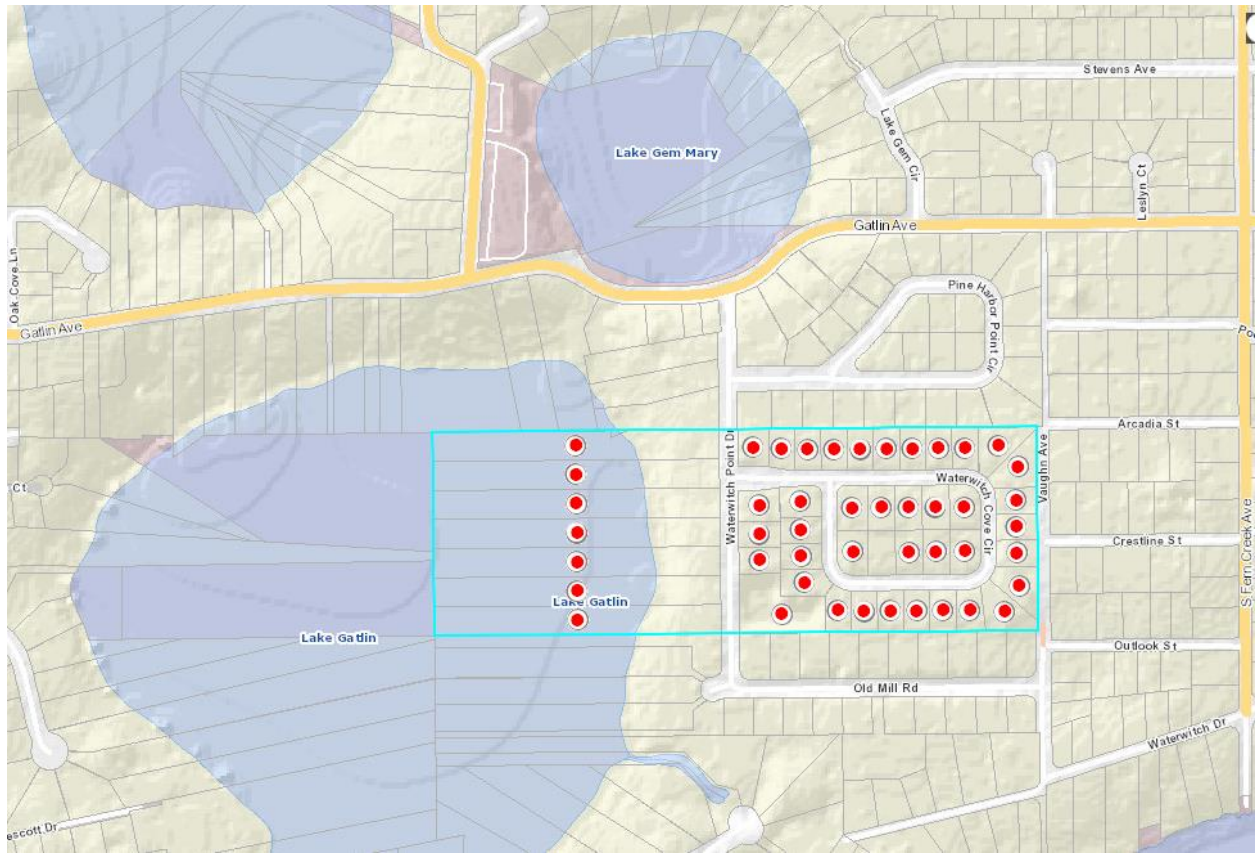 Stevens Ave
Lake Gem Mary
Lake Gem Cir
Leslyn Ct
Gatlin Ave
Oak Cove Ln
Pine Harbor Point Cir
Gatlin Ave
Arcadia St
Waterwitch Point Dr
Vaughn Ave
Waterwitch Cove Cir
Ct
Crestline St
S Fern Creek Ave
Lake Gatlin
Lake Gatlin
Outlook St
Old Mill Rd
Waterwitch Dr
escott Dr